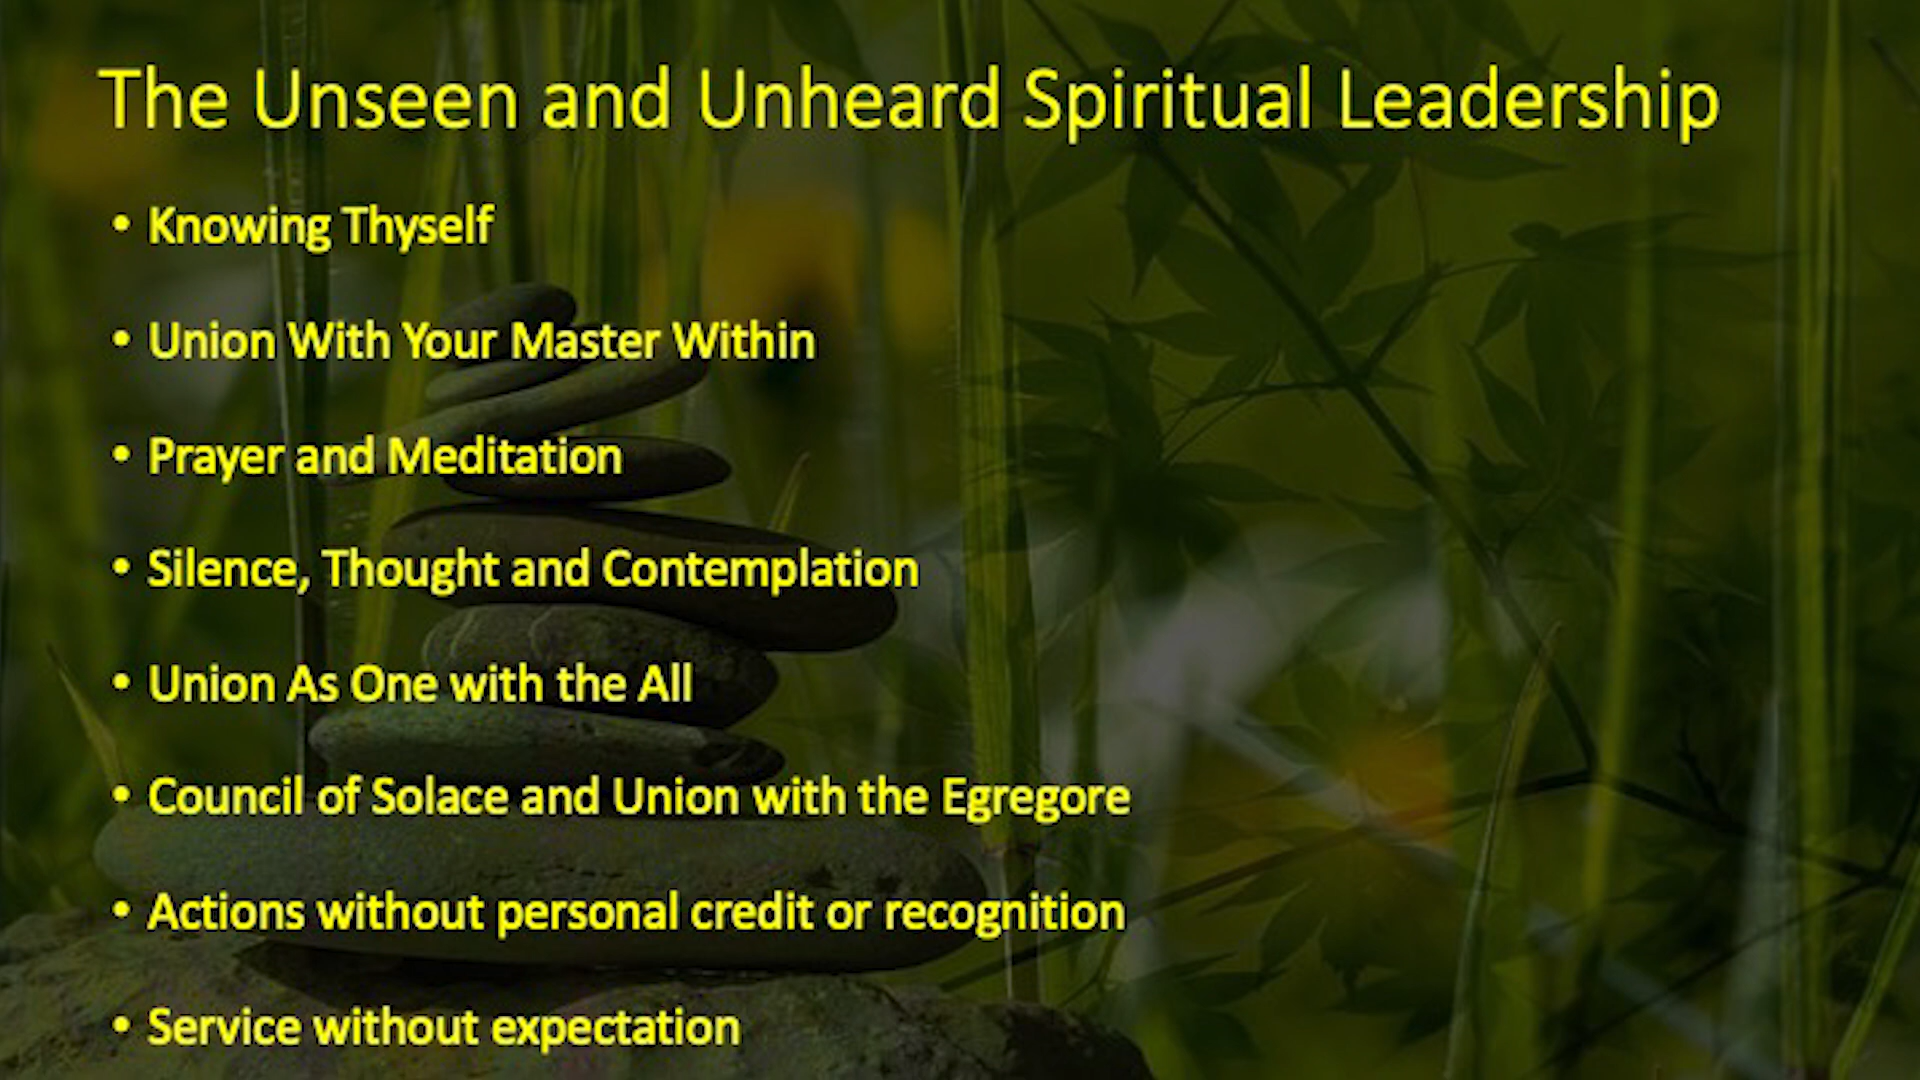 The Unseen and Unheard Spiritual Leadership
• Knowing Thyself
• Union With Your Master Within
• Prayer and Meditation
• Silence, Thought and Contemplation
• Union As One with the All
• Council of Solace and Union with the Egregore
• Actions without personal credit or recognition
• Service without expectation